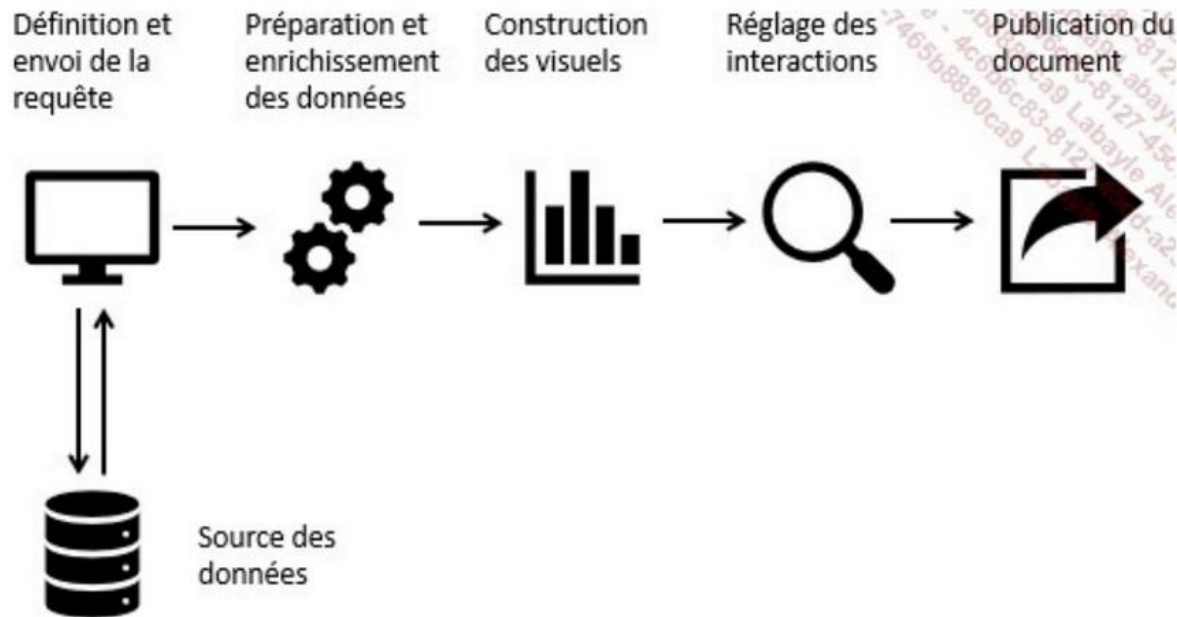 Définition et
envoi de la
requête
Préparation et
enrichissement
des données
Construction
des visuels
Réglage des
interactions
Publication du
document
Source des
données